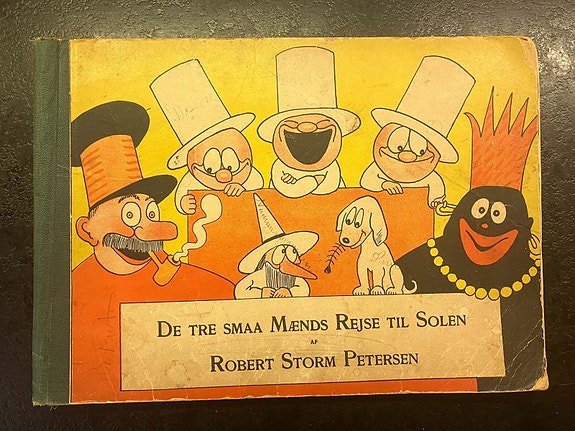 DE TRE SMAA MÆNDS REJSE TIL SOLEN
AF
ROBERT STORM PETERSEN